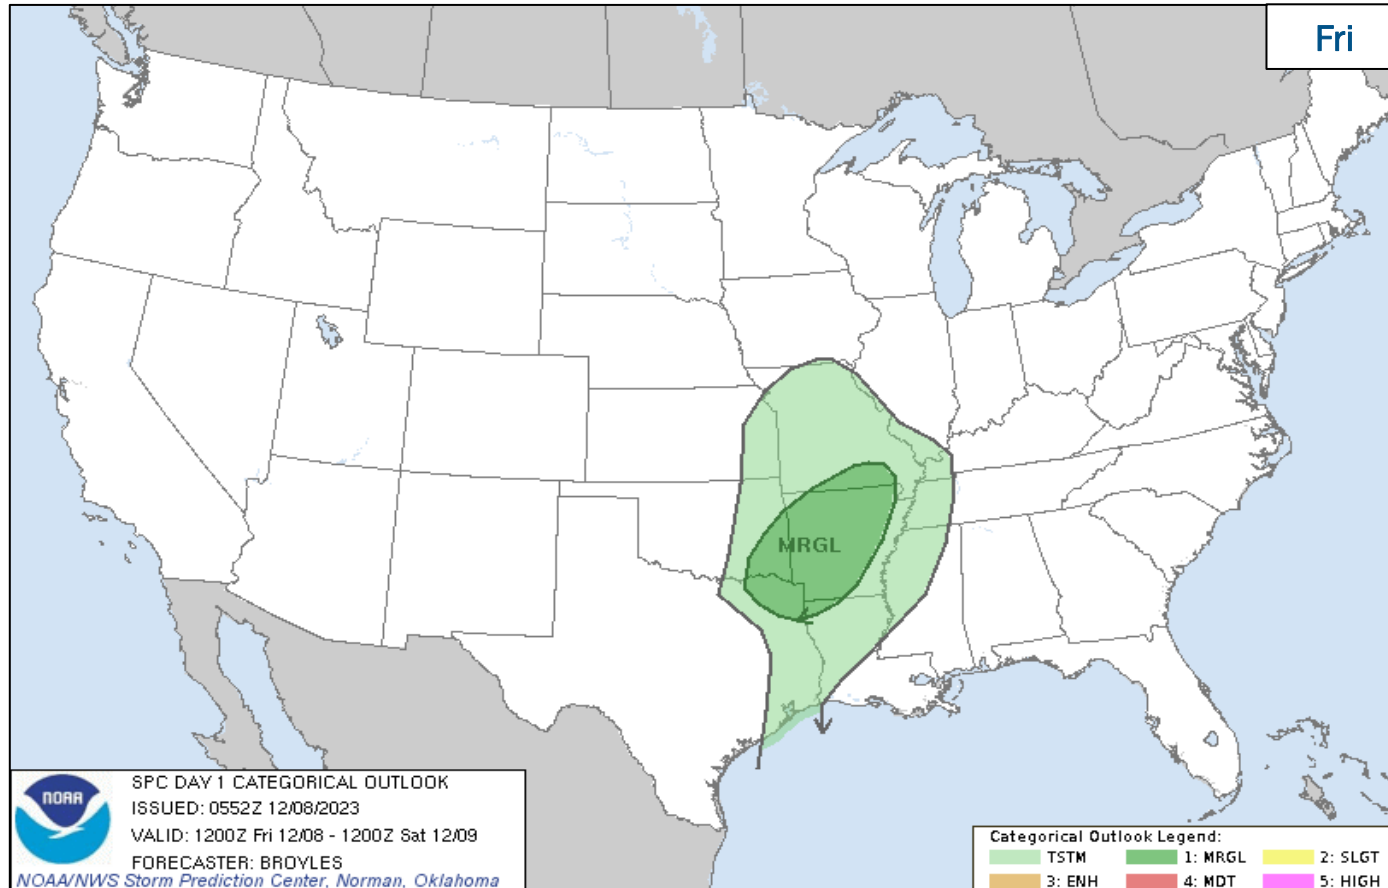 Fri
MRGL
NOAA
SPC DAY 1 CATEGORICAL OUTLOOK
ISSUED: 0552Z 12/08/2023
VALID: 1200Z Fri 12/08 - 1200Z Sat 12/09
FORECASTER: BROYLES
NOAA/NWS Storm Prediction Center, Norman, Oklahoma
Categorical Outlook Legend:
TSTM 1: MRGL 2: SLGT
3: ENH 4: MDT 5: HIGH